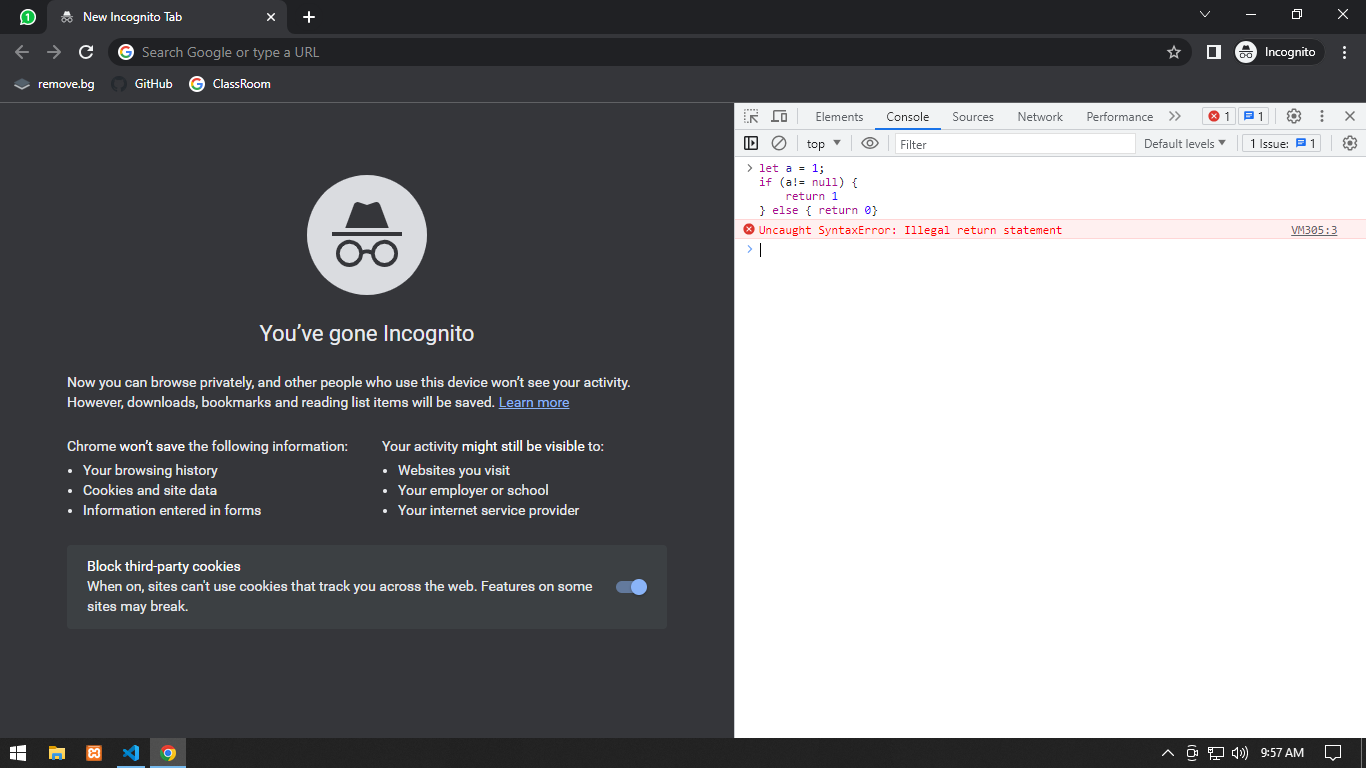 1
New Incognito Tab
Search Google or type a URL
Incognito
remove.bg
GitHub
ClassRoom
You've gone Incognito
Now you can browse privately, and other people who use this device won't see your activity.
However, downloads, bookmarks and reading list items will be saved. Learn more
Chrome won't save the following information:
Your browsing history
Cookies and site data
Information entered in forms
Your activity might still be visible to:
Websites you visit
Your employer or school
Your internet service provider
Block third-party cookies
When on, sites can't use cookies that track you across the web. Features on some
sites may break.
Elements Console Sources Network Performance 1 1
top Filter Default levels 1 Issue: 1
let a = 1;
if (a!= null) {
return 1
} else { return 0}
Uncaught SyntaxError: Illegal return statement VM305:3
9:57 AM